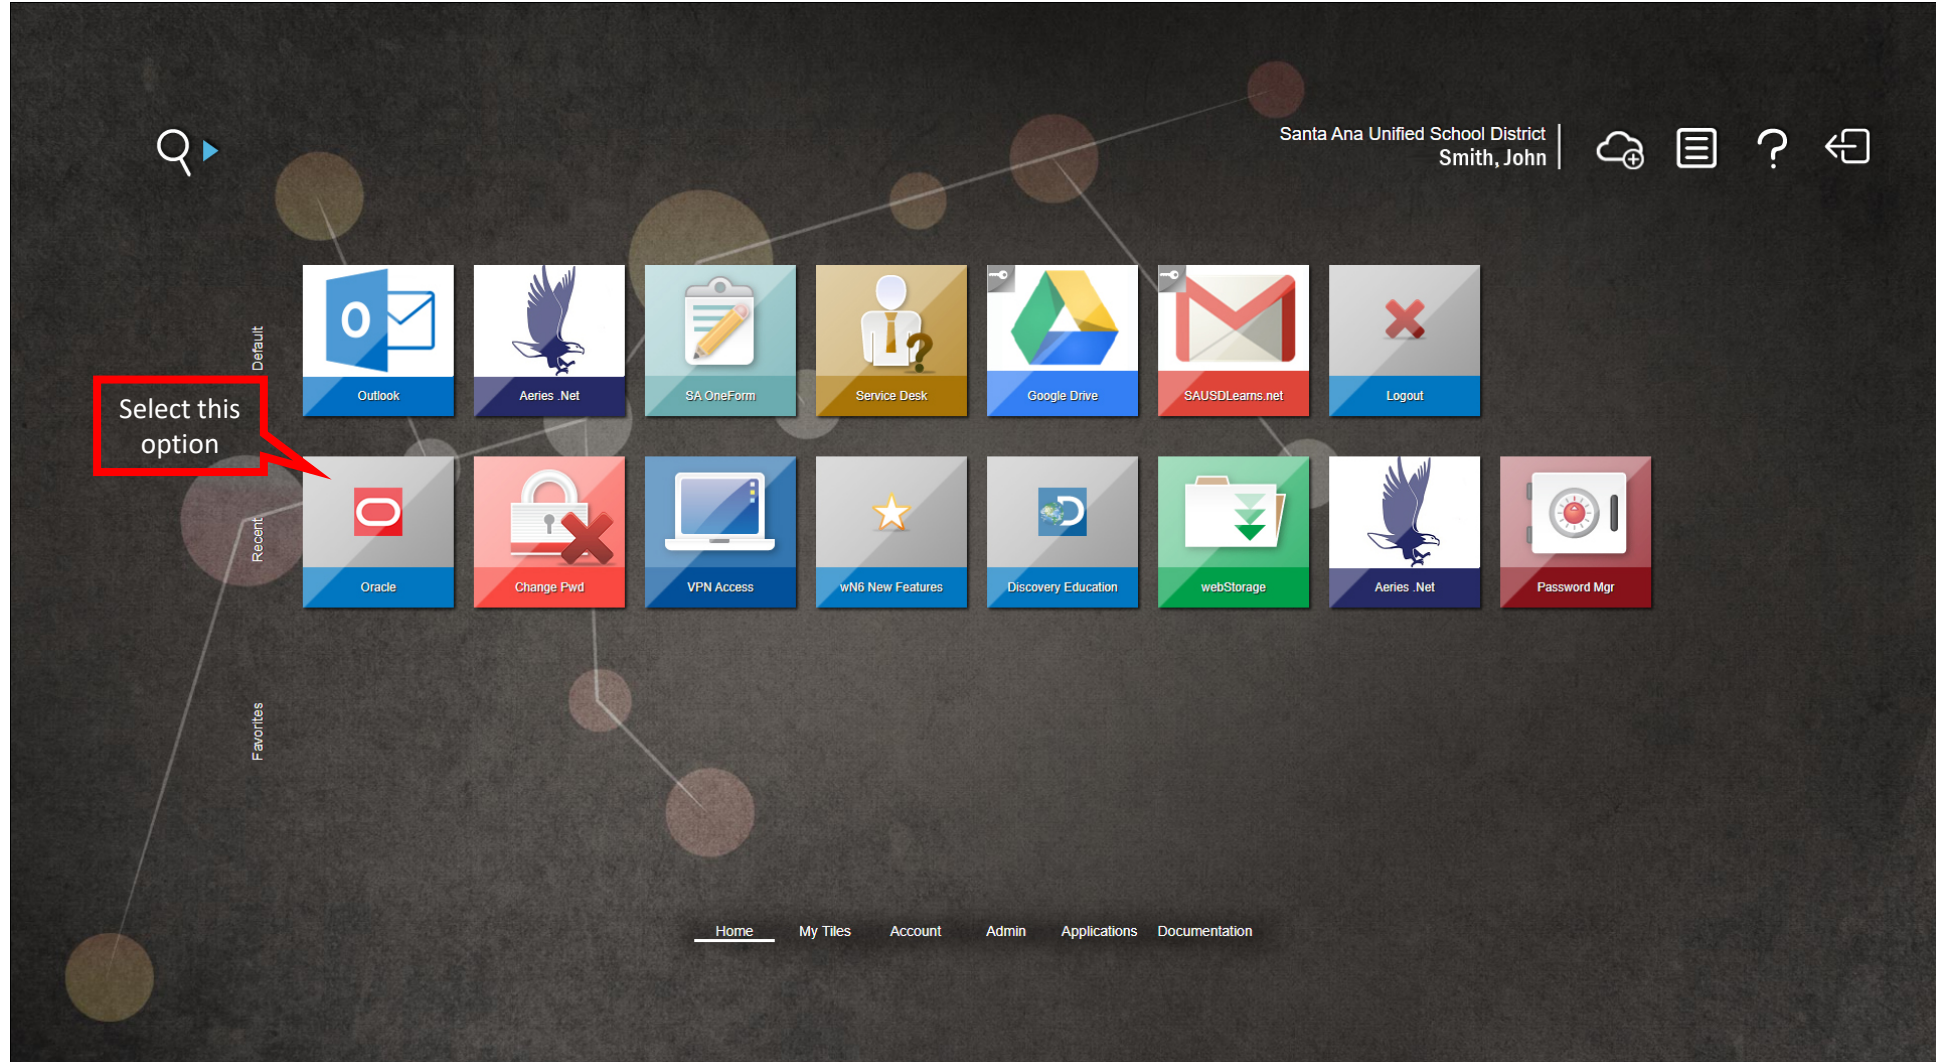 Santa Ana Unified School District
Smith, John
Default
Outlook
Aeries .Net
SA OneForm
Service Desk
Google Drive
SAUSDLearns.net
Logout
Select this
option
Recent
Oracle
Change Pwd
VPN Access
wN6 New Features
Discovery Education
webStorage
Aeries .Net
Password Mgr
Favorites
Home
My Tiles
Account
Admin
Applications
Documentation